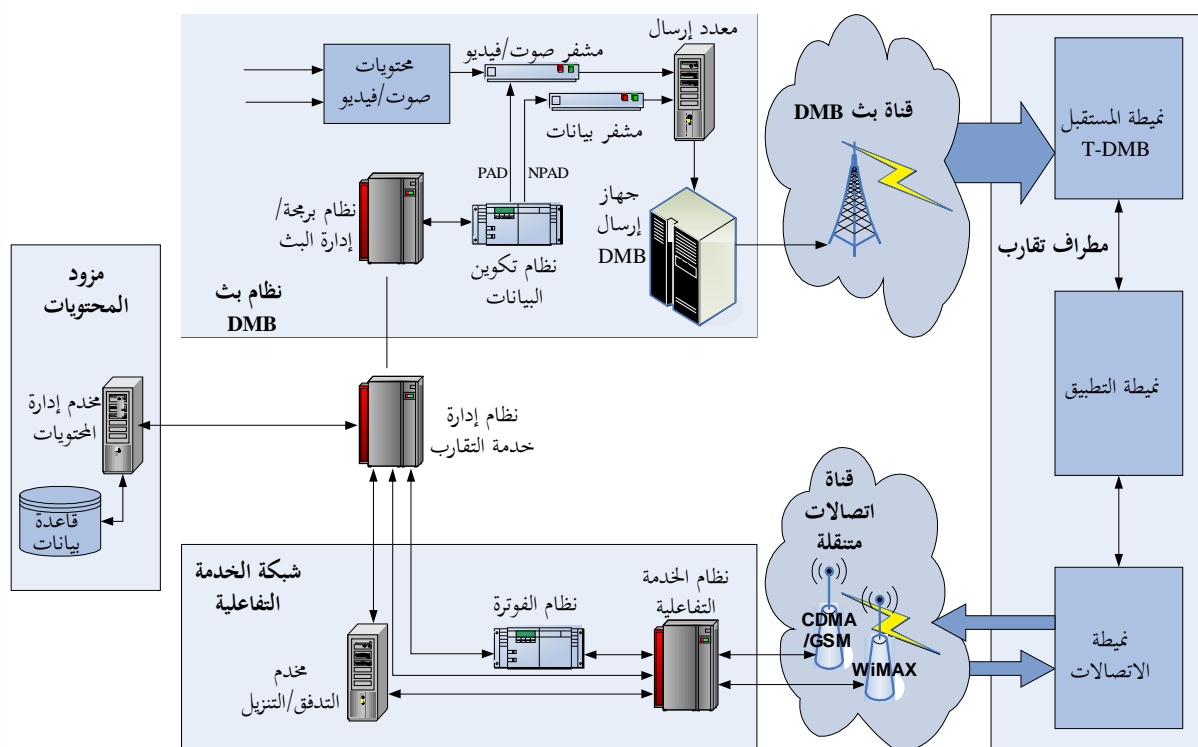 معدد إرسال
مشفر صوت/فيديو
محتويات
صوت/فيديو
مشفر بيانات
PAD
NPAD
نظام برمجة/
إدارة البث
نظام تكوين
البيانات
جهاز
إرسال
DMB
نظام بث
DMB
قناة بث DMB
نميطة المستقبل
T-DMB
مطراف تقارب
نميطة التطبيق
نميطة
الاتصالات
مزود
المحتويات
مخدم إدارة
المحتويات
قاعدة
بيانات
نظام إدارة
خدمة التقارب
شبكة الخدمة
التفاعلية
نظام الفوترة
نظام الخدمة
التفاعلية
مخدم
التدفق/التنزيل
قناة
اتصالات
متنقلة
CDMA
/GSM
WiMAX